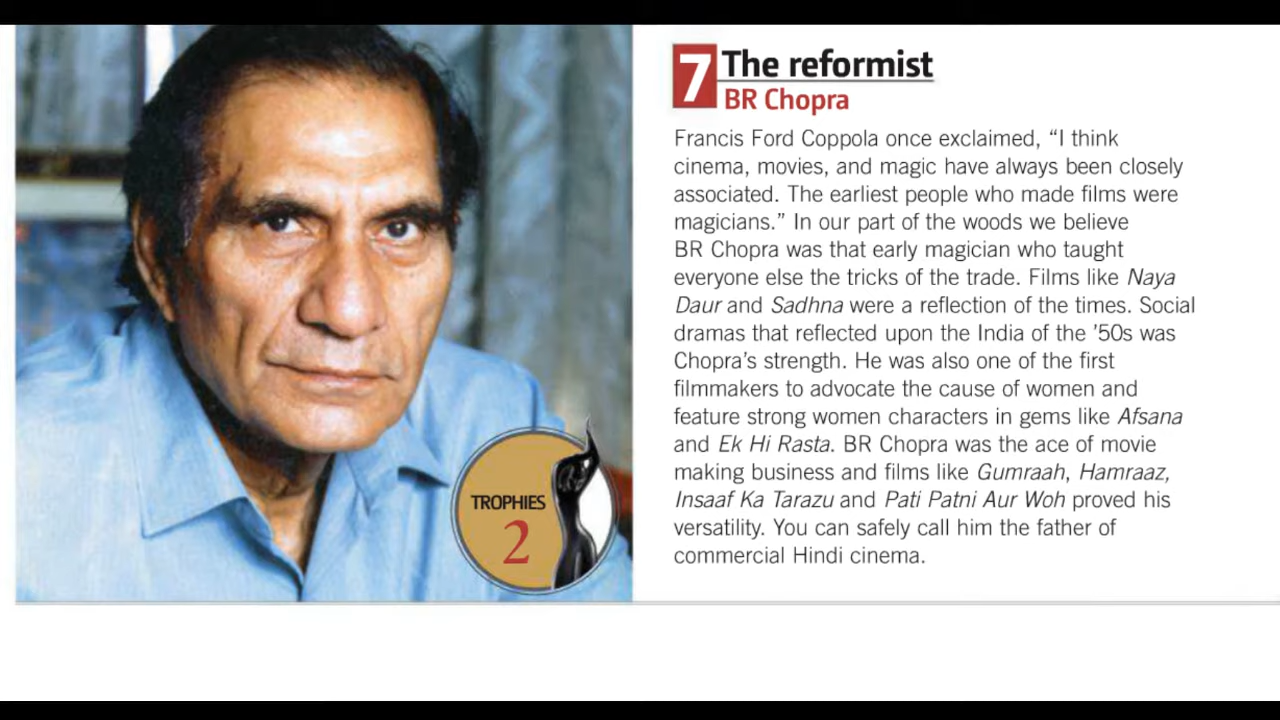 7 The reformist
BR Chopra
Francis Ford Coppola once exclaimed, “I think
cinema, movies, and magic have always been closely
associated. The earliest people who made films were
magicians.” In our part of the woods we believe
BR Chopra was that early magician who taught
everyone else the tricks of the trade. Films like Naya
Daur and Sadhna were a reflection of the times. Social
dramas that reflected upon the India of the ’50s was
Chopra’s strength. He was also one of the first
filmmakers to advocate the cause of women and
feature strong women characters in gems like Afsana
and Ek Hi Rasta. BR Chopra was the ace of movie
making business and films like Gumraah, Hamraaz,
Insaaf Ka Tarazu and Pati Patni Aur Woh proved his
versatility. You can safely call him the father of
commercial Hindi cinema.
TROPHIES
2